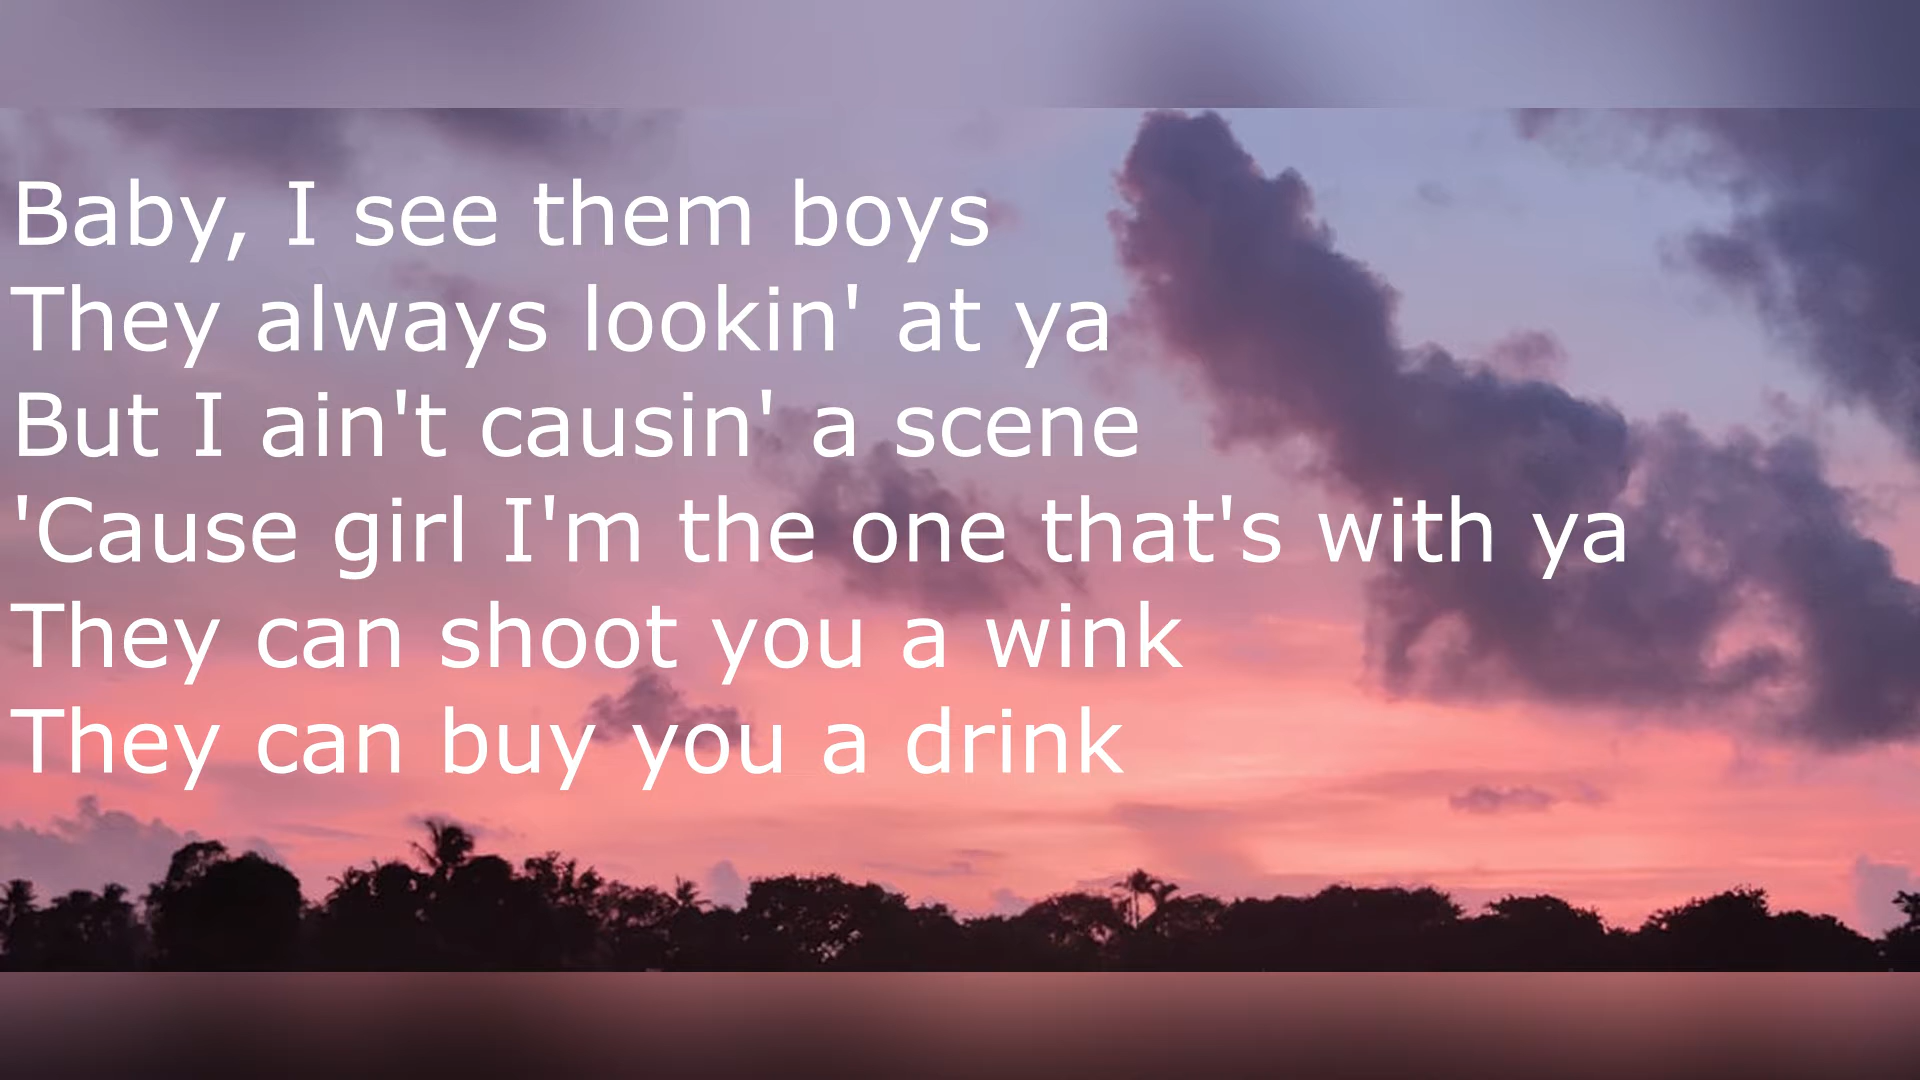 Baby, I see them boys
They always lookin' at ya
But I ain't causin' a scene
'Cause girl I'm the one that's with ya
They can shoot you a wink
They can buy you a drink